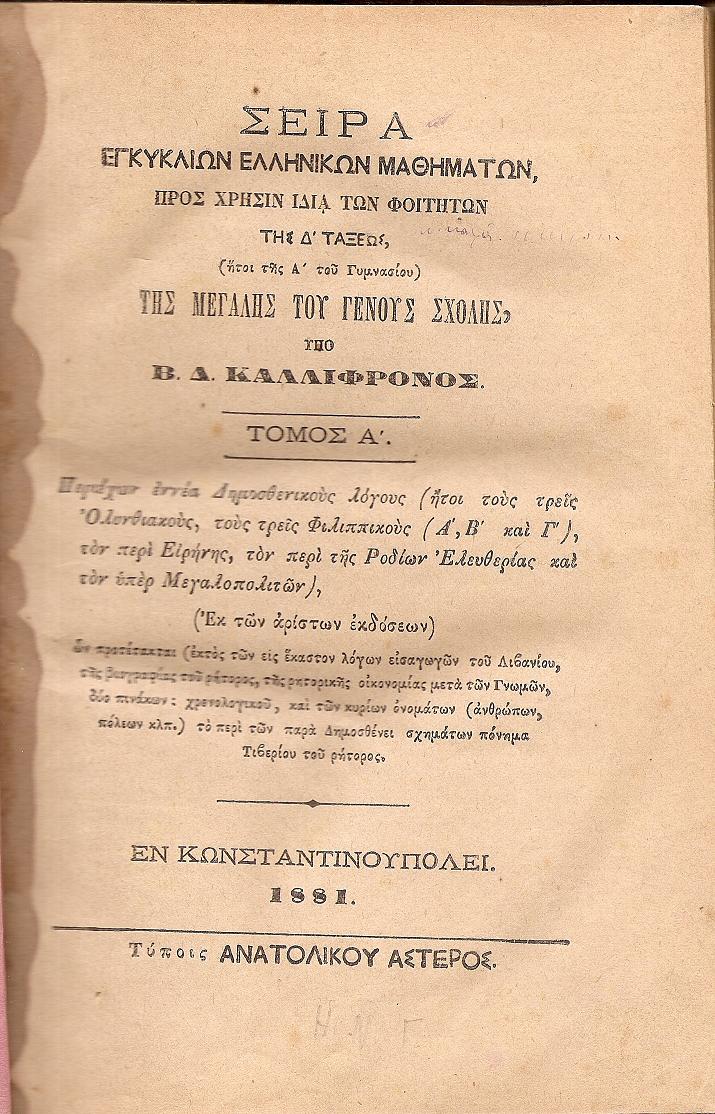 ΣΕΙΡΑ
ΕΓΚΥΚΛΙΩΝ ΕΛΛΗΝΙΚΩΝ ΜΑΘΗΜΑΤΩΝ,
ΠΡΟΣ ΧΡΗΣΙΝ ΙΔΙᾼ ΤΩΝ ΦΟΙΤΗΤΩΝ
ΤΗΣ Δ' ΤΑΞΕΩΣ,
(ἤτοι τῆς Α' τοῦ Γυμνασίου)
ΤΗΣ ΜΕΓΑΛΗΣ ΤΟΥ ΓΕΝΟΥΣ ΣΧΟΛΗΣ,
ΥΠΟ
Β. Δ. ΚΑΛΛΙΦΡΟΝΟΣ.
ΤΟΜΟΣ Α'.
Περιέχων ἐννέα Δημοσθενικοὺς λόγους (ἤτοι τοὺς τρεῖς
Ὀλυνθιακοὺς, τοὺς τρεῖς Φιλιππικοὺς (Α', Β' καὶ Γ'),
τὸν περὶ Εἰρήνης, τὸν περὶ τῆς Ροδίων Ἐλευθερίας καὶ
τὸν ὑπὲρ Μεγαλοπολιτῶν),
(Ἐκ τῶν ἀρίστων ἐκδόσεων)
ὧν προτέτακται (ἐκτὸς τῶν εἰς ἕκαστον λόγων εἰσαγωγῶν τοῦ Λιβανίου,
τῆς βιογραφίας τοῦ ῥήτορος, τῆς ρητορικῆς οἰκονομίας μετὰ τῶν Γνωμῶν,
δύο πινάκων: χρενολογικοῦ, καὶ τῶν κυρίων ὀνομάτων (ἀνθρώπων,
πόλεων κλπ.) τὸ περὶ τῶν παρὰ Δημοσθένει σχημάτων πόνημα
Τιβερίου τοῦ ῥήτορος.
ΕΝ ΚΩΝΣΤΑΝΤΙΝΟΥΠΟΛΕΙ.
1881.
Τύποις ΑΝΑΤΟΛΙΚΟΥ ΑΣΤΕΡΟΣ.
Η Ν Γ